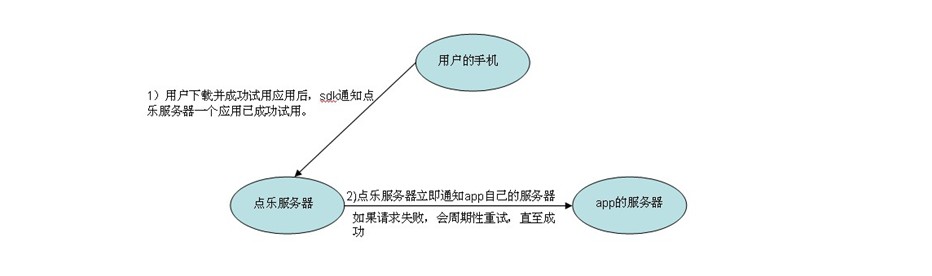 用户的手机
1）用户下载并成功试用应用后，sdk通知点
乐服务器一个应用已成功试用。
点乐服务器
2)点乐服务器立即通知app自己的服务器
如果请求失败，会周期性重试，直至成
功
app的服务器